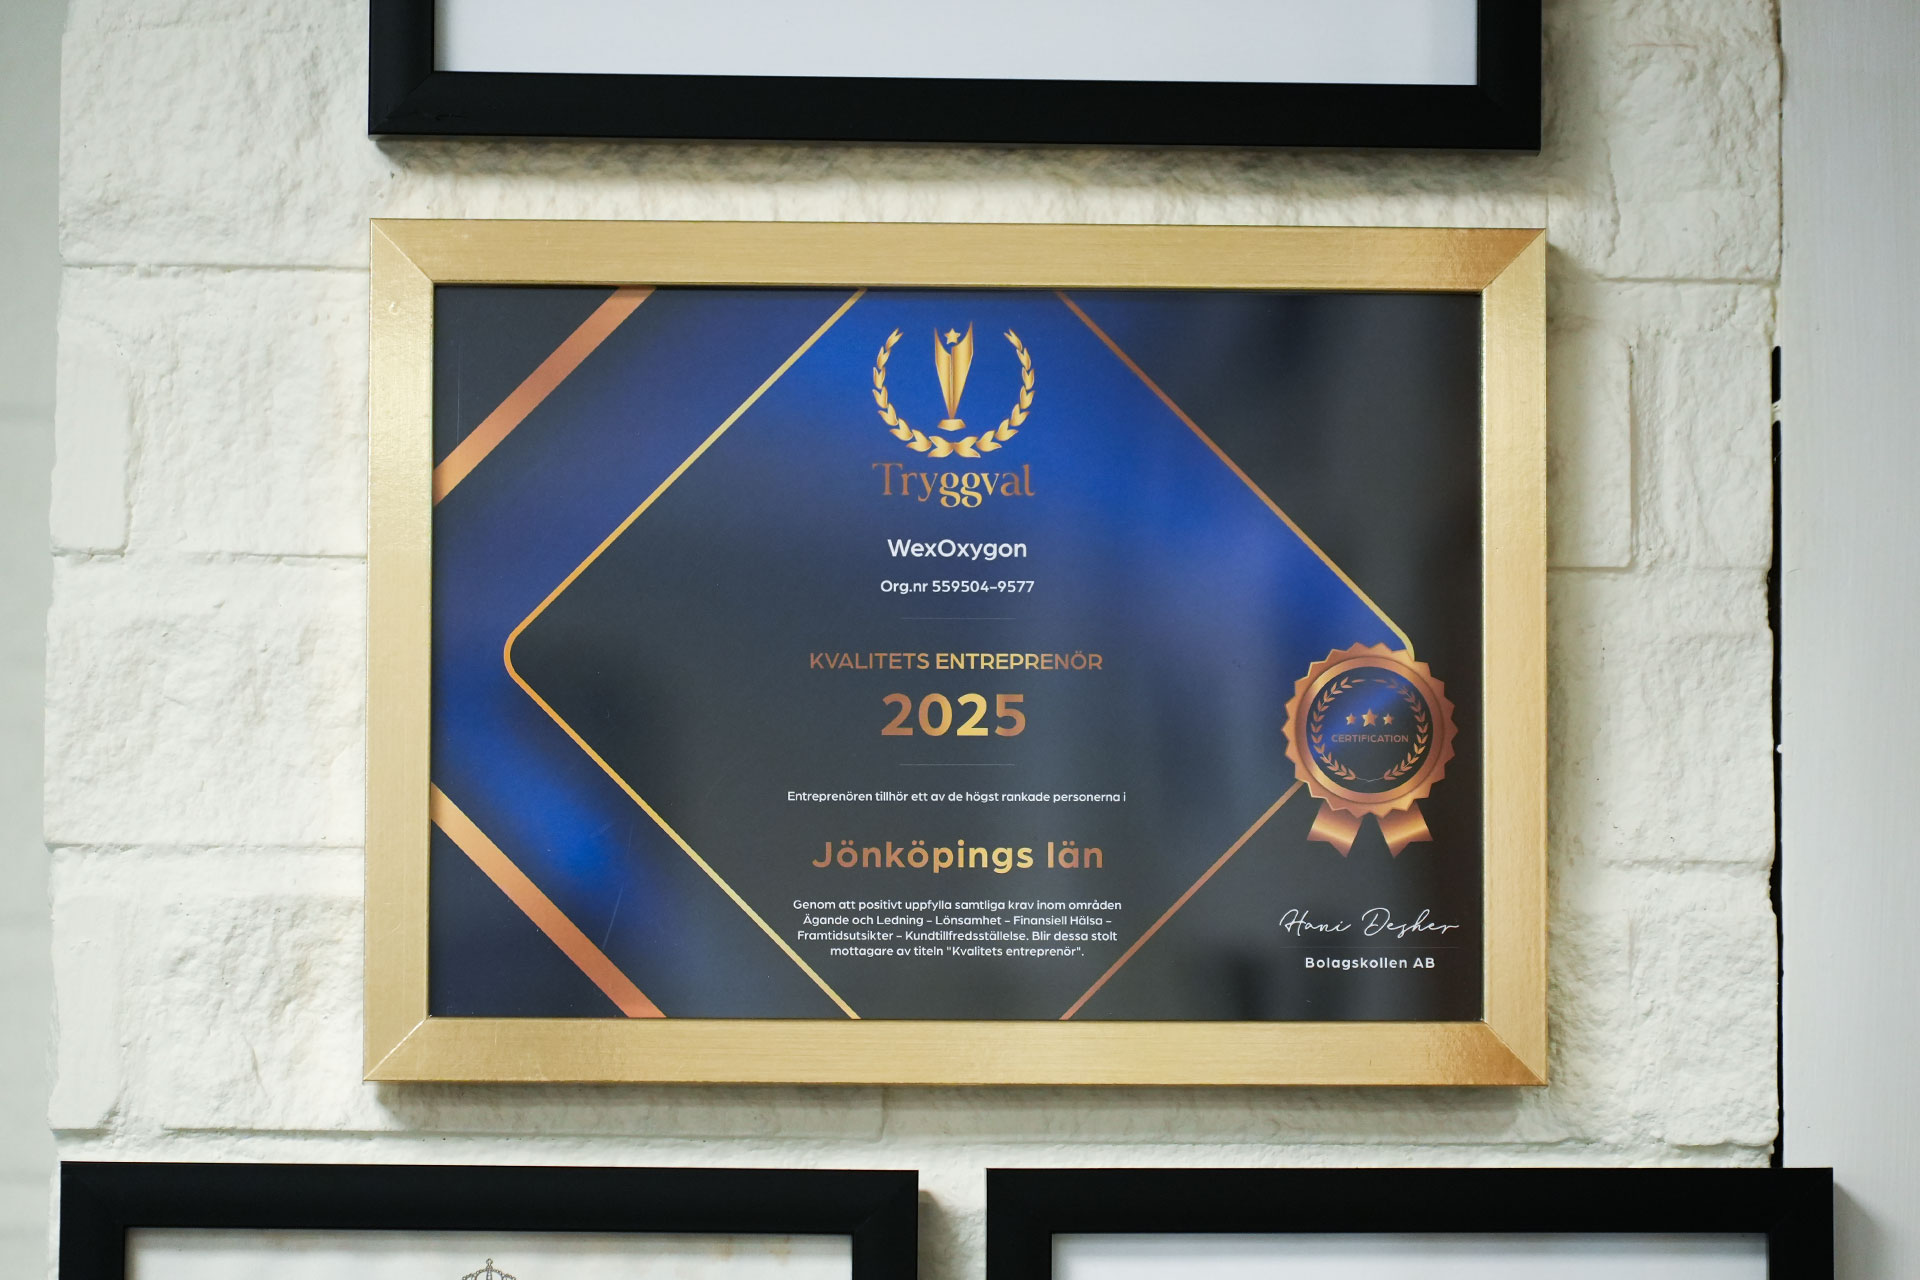 Tryggval
WexOxygon
Org.nr 559504-9577
KVALITETS ENTREPRENÖR
2025
Entreprenören tillhör ett av de högst rankade personerna i
Jönköpings län
Genom att positivt uppfylla samtliga krav inom områden
Ägande och Ledning - Lönsamhet - Finansiell Hälsa -
Framtidsutsikter - Kundtillfredsställelse. Blir dessa stolt
mottagare av titeln "Kvalitets entreprenör".
CERTIFICATION
Hani Desher
Bolagskollen AB